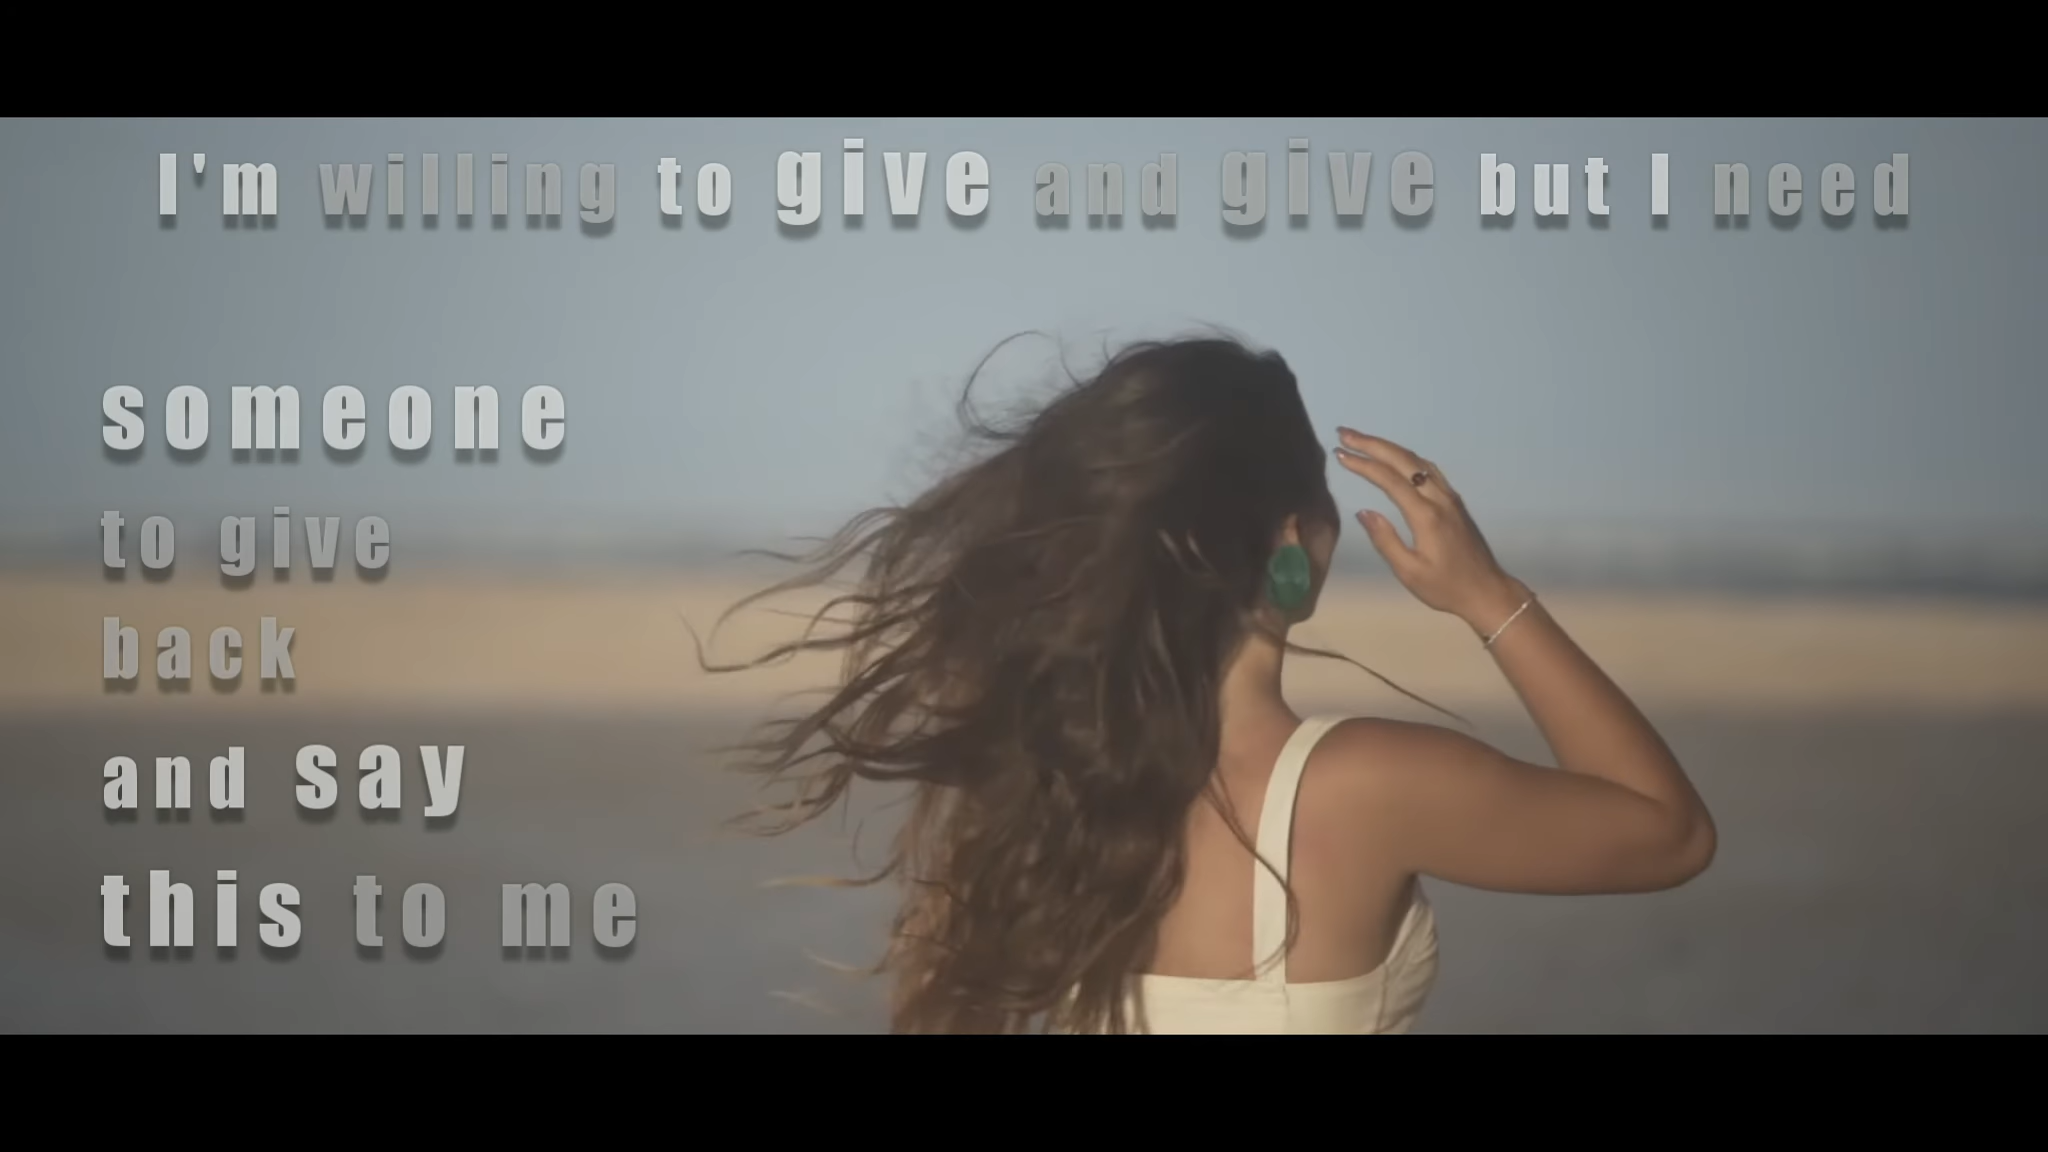 I'm willing to give and give but I need
someone
to give
back
and say
this to me